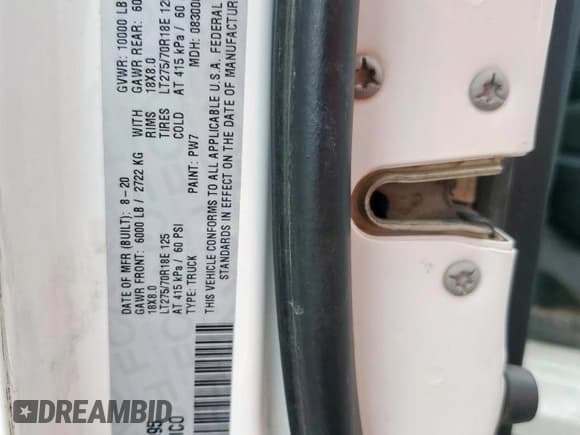 DATE OF MFR (BUILT): 8-20 GVWR: 10000 LB
GAWR FRONT: 6000 LB / 2722 KG WITH GAWR REAR: 60
18X8.0 RIMS 18X8.0
LT275/70R18E 125 TIRES LT275/70R18E 12
AT 415 kPa / 60 PSI COLD AT 415 kPa / 60
TYPE: TRUCK PAINT: PW7 MDH: 08300
THIS VEHICLE CONFORMS TO ALL APPLICABLE U.S.A. FEDERAL
STANDARDS IN EFFECT ON THE DATE OF MANUFACTUR
DREAMBID